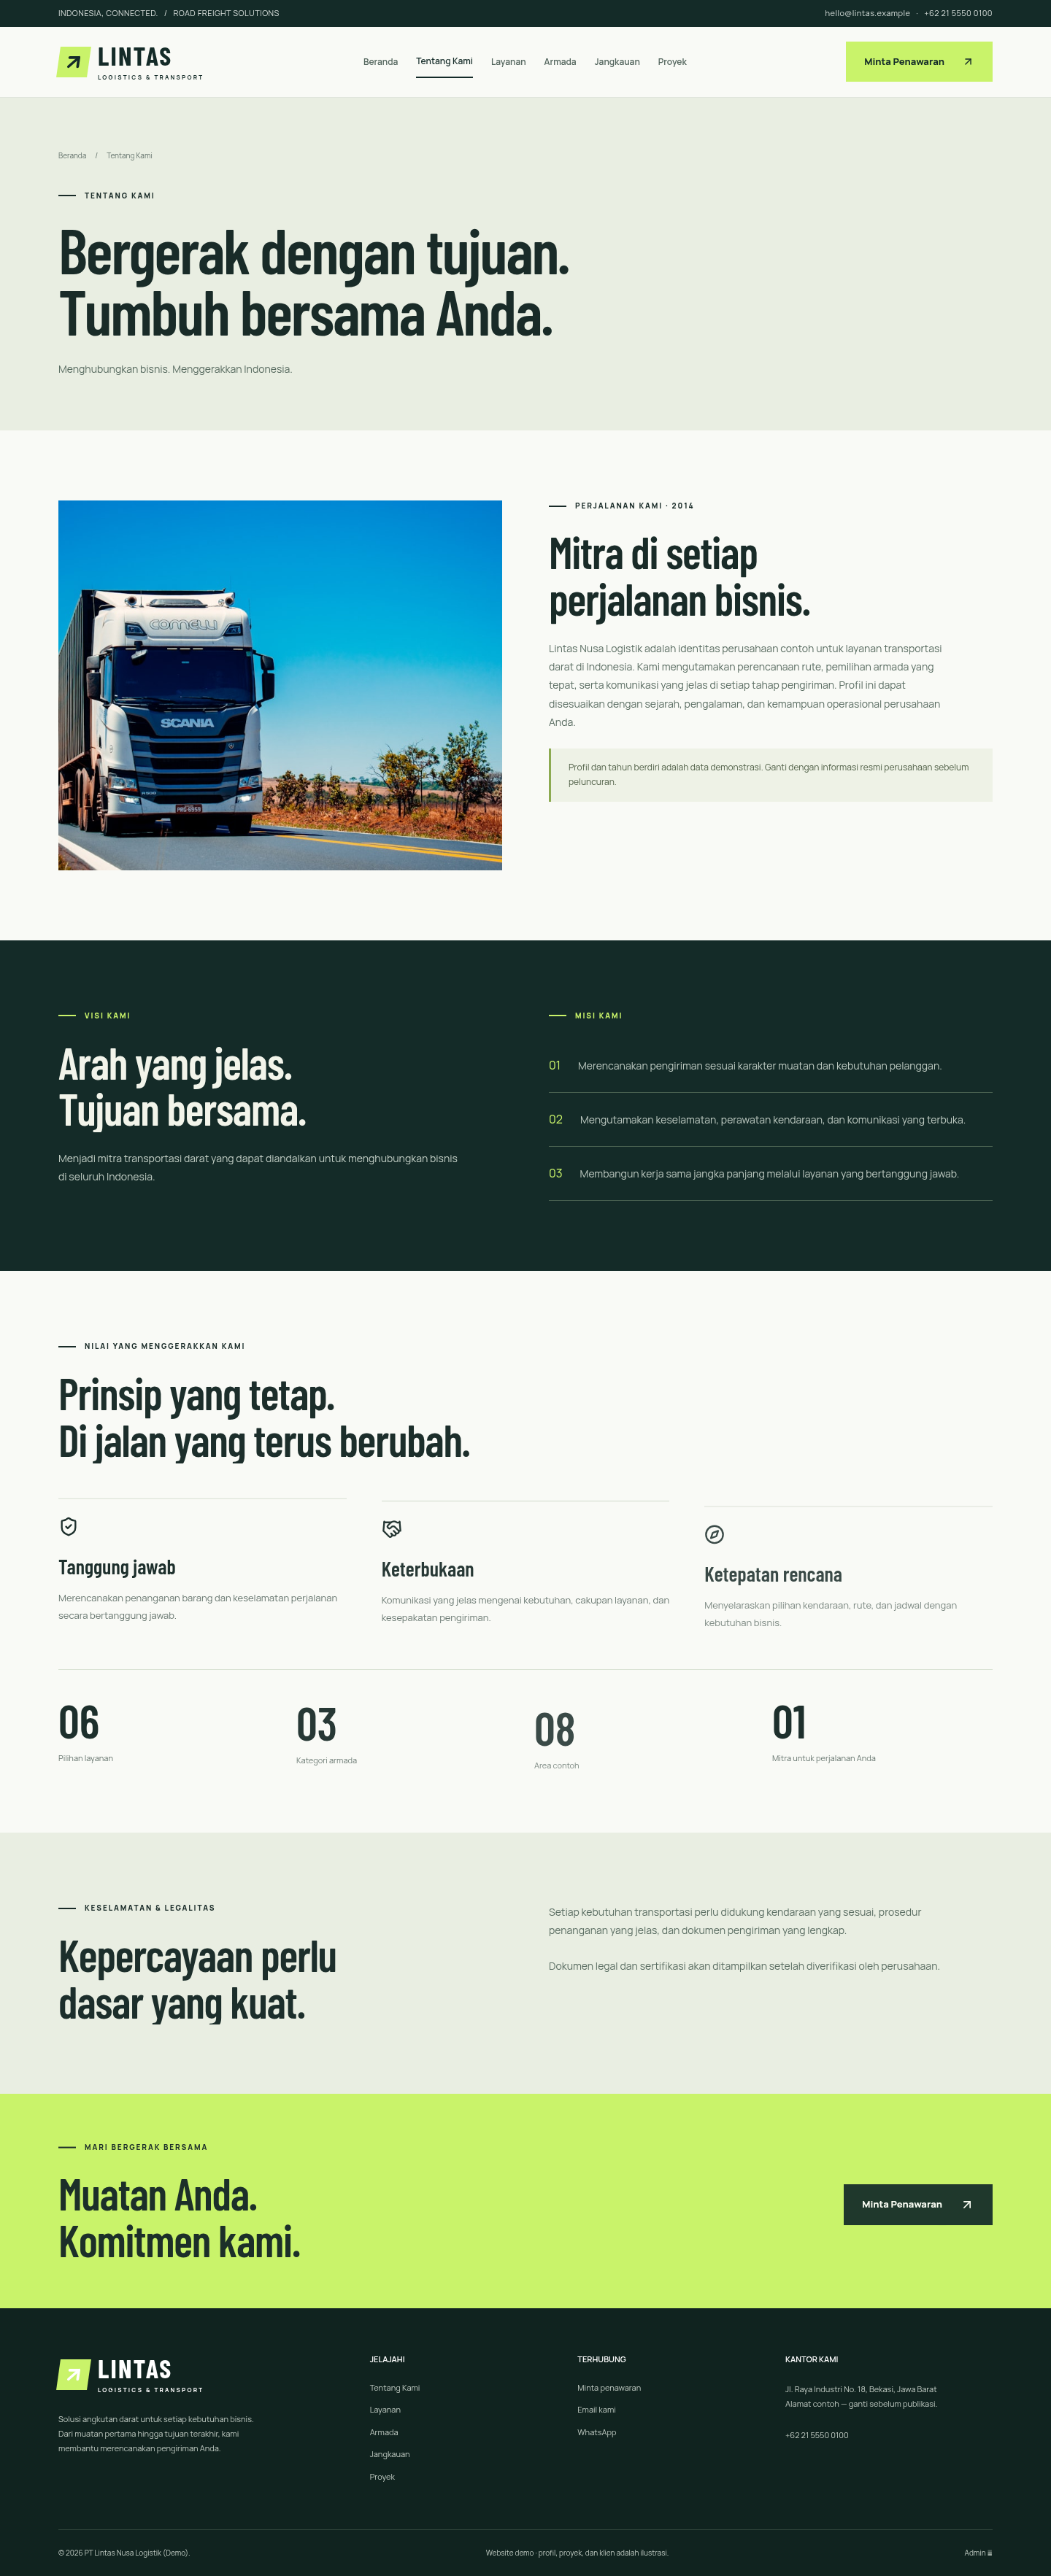 INDONESIA, CONNECTED. / ROAD FREIGHT SOLUTIONS
hello@lintas.example · +62 21 5550 0100
LINTAS
LOGISTICS & TRANSPORT
Beranda Tentang Kami Layanan Armada Jangkauan Proyek
Minta Penawaran
Beranda / Tentang Kami
TENTANG KAMI
Bergerak dengan tujuan.
Tumbuh bersama Anda.
Menghubungkan bisnis. Menggerakkan Indonesia.
comelli
SCANIA
PERJALANAN KAMI · 2014
Mitra di setiap
perjalanan bisnis.
Lintas Nusa Logistik adalah identitas perusahaan contoh untuk layanan transportasi
darat di Indonesia. Kami mengutamakan perencanaan rute, pemilihan armada yang
tepat, serta komunikasi yang jelas di setiap tahap pengiriman. Profil ini dapat
disesuaikan dengan sejarah, pengalaman, dan kemampuan operasional perusahaan
Anda.
Profil dan tahun berdiri adalah data demonstrasi. Ganti dengan informasi resmi perusahaan sebelum
peluncuran.
VISI KAMI
Arah yang jelas.
Tujuan bersama.
Menjadi mitra transportasi darat yang dapat diandalkan untuk menghubungkan bisnis
di seluruh Indonesia.
MISI KAMI
01 Merencanakan pengiriman sesuai karakter muatan dan kebutuhan pelanggan.
02 Mengutamakan keselamatan, perawatan kendaraan, dan komunikasi yang terbuka.
03 Membangun kerja sama jangka panjang melalui layanan yang bertanggung jawab.
NILAI YANG MENGGERAKKAN KAMI
Prinsip yang tetap.
Di jalan yang terus berubah.
Tanggung jawab
Merencanakan penanganan barang dan keselamatan perjalanan
secara bertanggung jawab.
Keterbukaan
Komunikasi yang jelas mengenai kebutuhan, cakupan layanan, dan
kesepakatan pengiriman.
Ketepatan rencana
Menyelaraskan pilihan kendaraan, rute, dan jadwal dengan
kebutuhan bisnis.
06
Pilihan layanan
03
Kategori armada
08
Area contoh
01
Mitra untuk perjalanan Anda
KESELAMATAN & LEGALITAS
Kepercayaan perlu
dasar yang kuat.
Setiap kebutuhan transportasi perlu didukung kendaraan yang sesuai, prosedur
penanganan yang jelas, dan dokumen pengiriman yang lengkap.
Dokumen legal dan sertifikasi akan ditampilkan setelah diverifikasi oleh perusahaan.
MARI BERGERAK BERSAMA
Muatan Anda.
Komitmen kami.
Minta Penawaran
LINTAS
LOGISTICS & TRANSPORT
Solusi angkutan darat untuk setiap kebutuhan bisnis.
Dari muatan pertama hingga tujuan terakhir, kami
membantu merencanakan pengiriman Anda.
JELAJAHI
Tentang Kami
Layanan
Armada
Jangkauan
Proyek
TERHUBUNG
Minta penawaran
Email kami
WhatsApp
KANTOR KAMI
Jl. Raya Industri No. 18, Bekasi, Jawa Barat
Alamat contoh — ganti sebelum publikasi.
+62 21 5550 0100
© 2026 PT Lintas Nusa Logistik (Demo).
Website demo · profil, proyek, dan klien adalah ilustrasi.
Admin